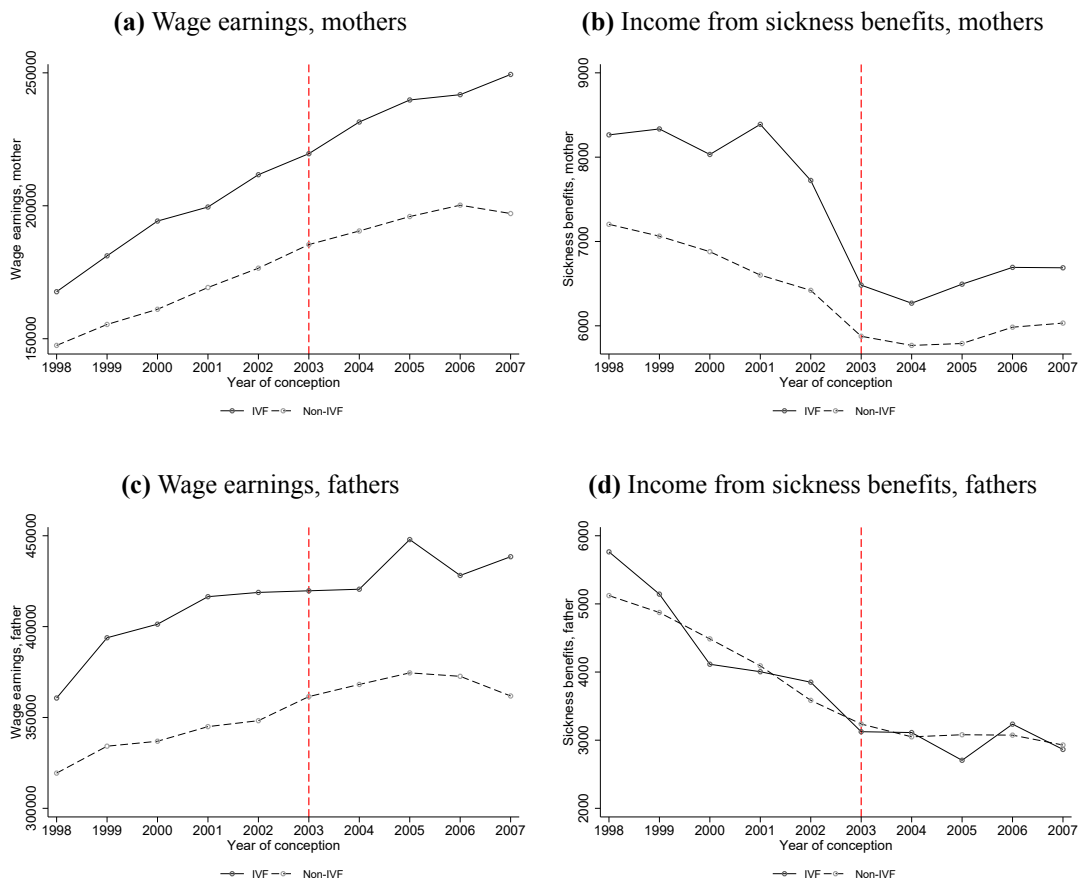 (a) Wage earnings, mothers
Wage earnings, mother
250000
200000
150000
1998 1999 2000 2001 2002 2003 2004 2005 2006 2007
Year of conception
IVF Non-IVF
(b) Income from sickness benefits, mothers
Sickness benefits, mother
9000
8000
7000
6000
1998 1999 2000 2001 2002 2003 2004 2005 2006 2007
Year of conception
IVF Non-IVF
(c) Wage earnings, fathers
Wage earnings, father
450000
400000
350000
300000
1998 1999 2000 2001 2002 2003 2004 2005 2006 2007
Year of conception
IVF Non-IVF
(d) Income from sickness benefits, fathers
Sickness benefits, father
6000
5000
4000
3000
2000
1998 1999 2000 2001 2002 2003 2004 2005 2006 2007
Year of conception
IVF Non-IVF